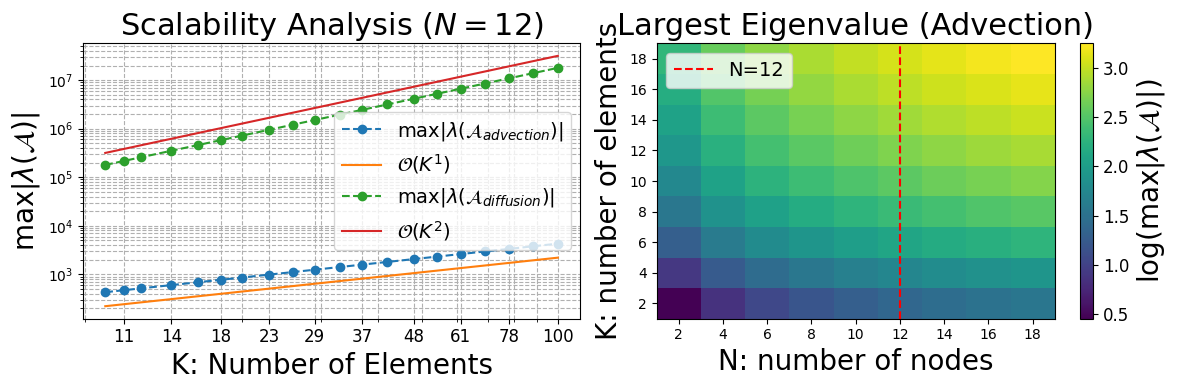 Scalability Analysis (N = 12)
max|λ(𝒜)|
10⁷
10⁶
10⁵
10⁴
10³
max|λ(𝒜advection)|
𝒪(K¹)
max|λ(𝒜diffusion)|
𝒪(K²)
11 14 18 23 29 37 48 61 78 100
K: Number of Elements
Largest Eigenvalue (Advection)
K: number of elements
18
16
14
12
10
8
6
4
2
N=12
2 4 6 8 10 12 14 16 18
N: number of nodes
3.0
2.5
2.0
1.5
1.0
0.5
log(max|λ(𝒜)|)